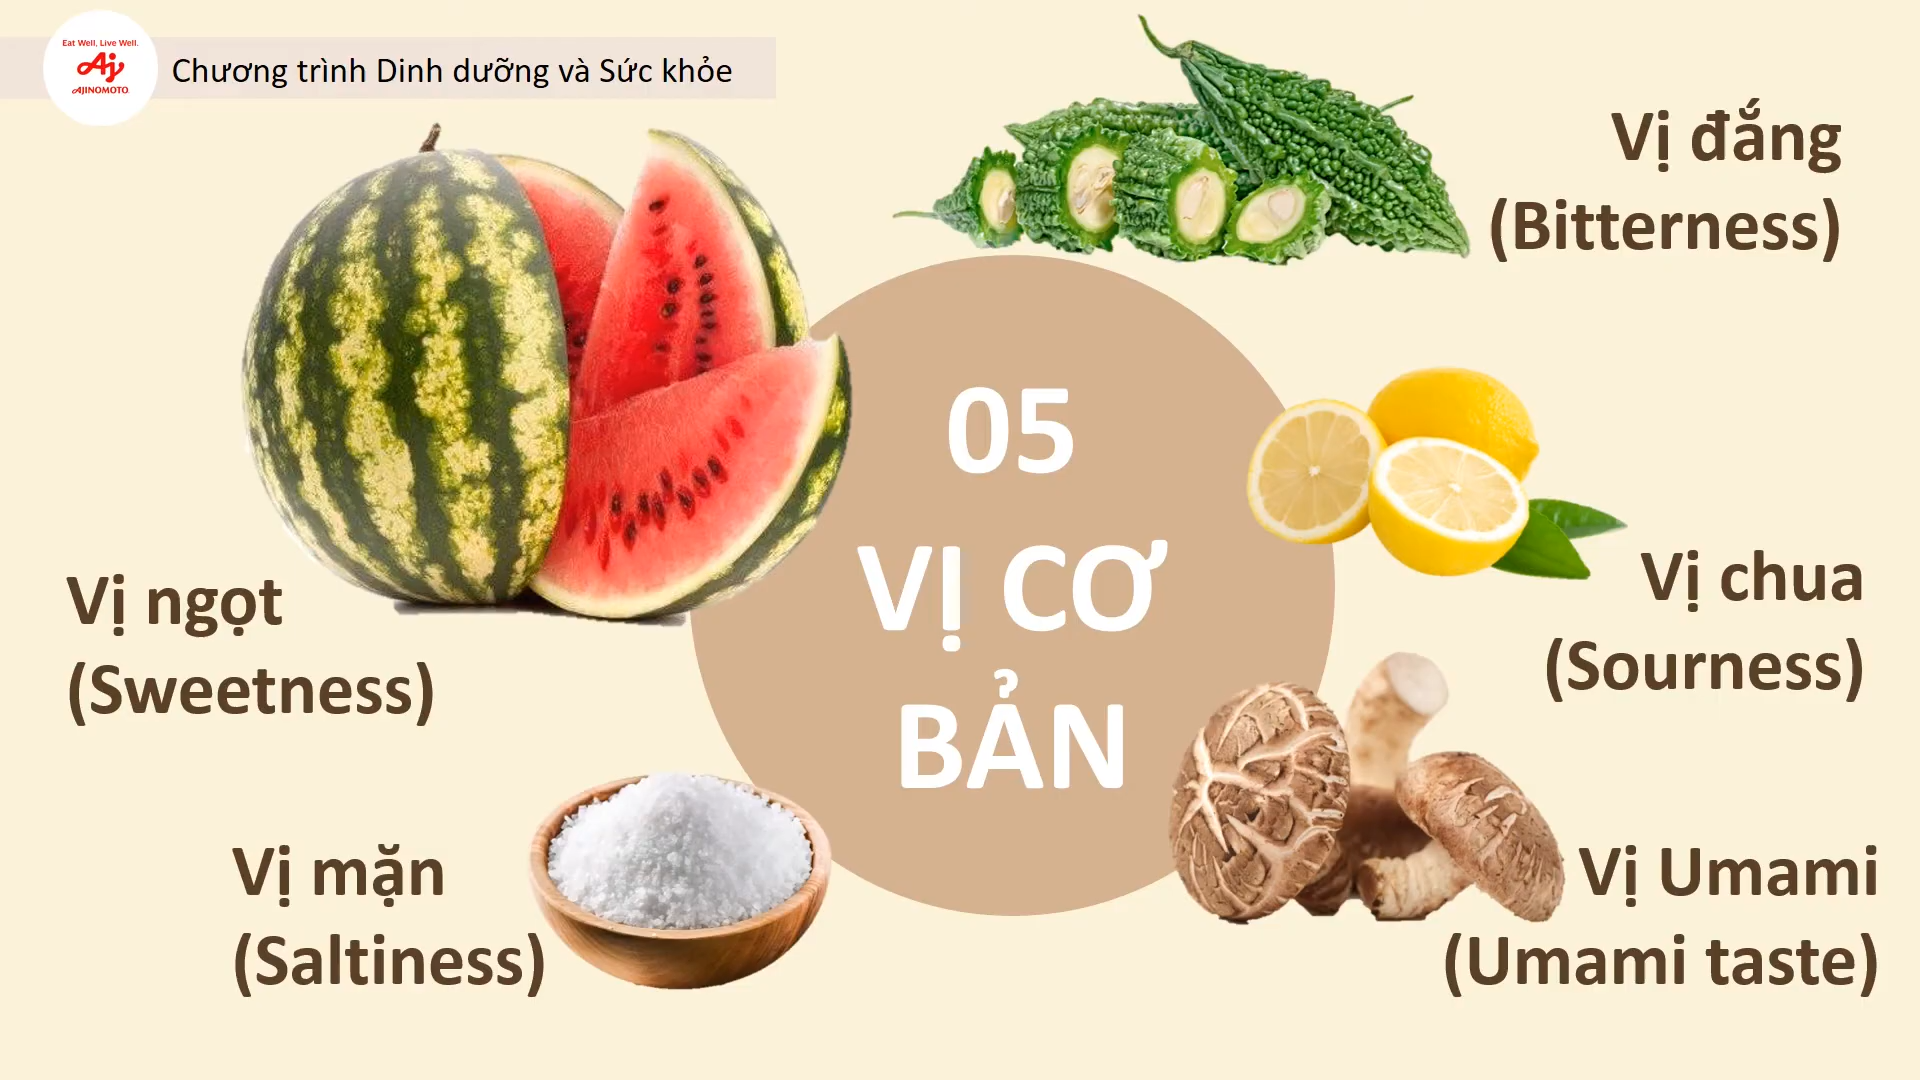 Eat Well, Live Well.
AJINOMOTO
Chương trình Dinh dưỡng và Sức khỏe
Vị đắng
(Bitterness)
05
VỊ CƠ
BẢN
Vị ngọt
(Sweetness)
Vị chua
(Sourness)
Vị mặn
(Saltiness)
Vị Umami
(Umami taste)